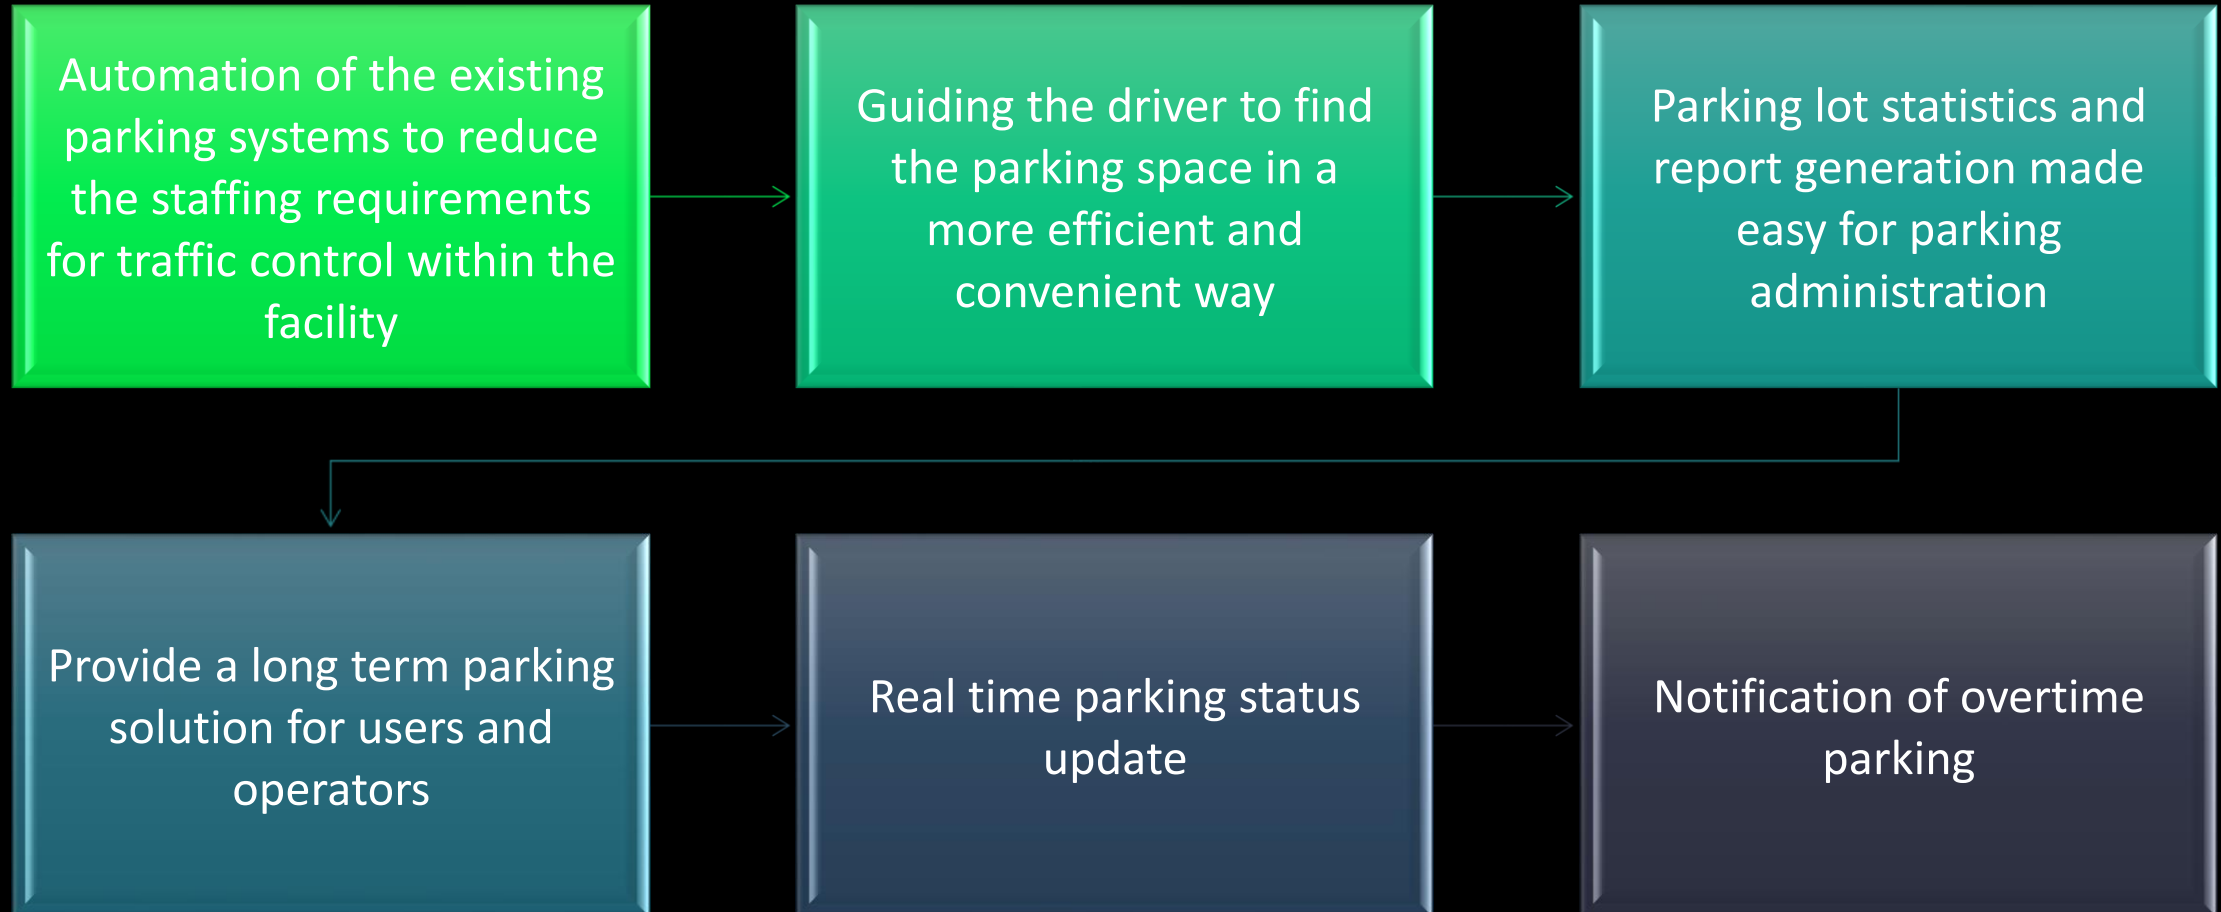 Automation of the existing
parking systems to reduce
the staffing requirements
for traffic control within the
facility
Guiding the driver to find
the parking space in a
more efficient and
convenient way
Parking lot statistics and
report generation made
easy for parking
administration
Provide a long term parking
solution for users and
operators
Real time parking status
update
Notification of overtime
parking